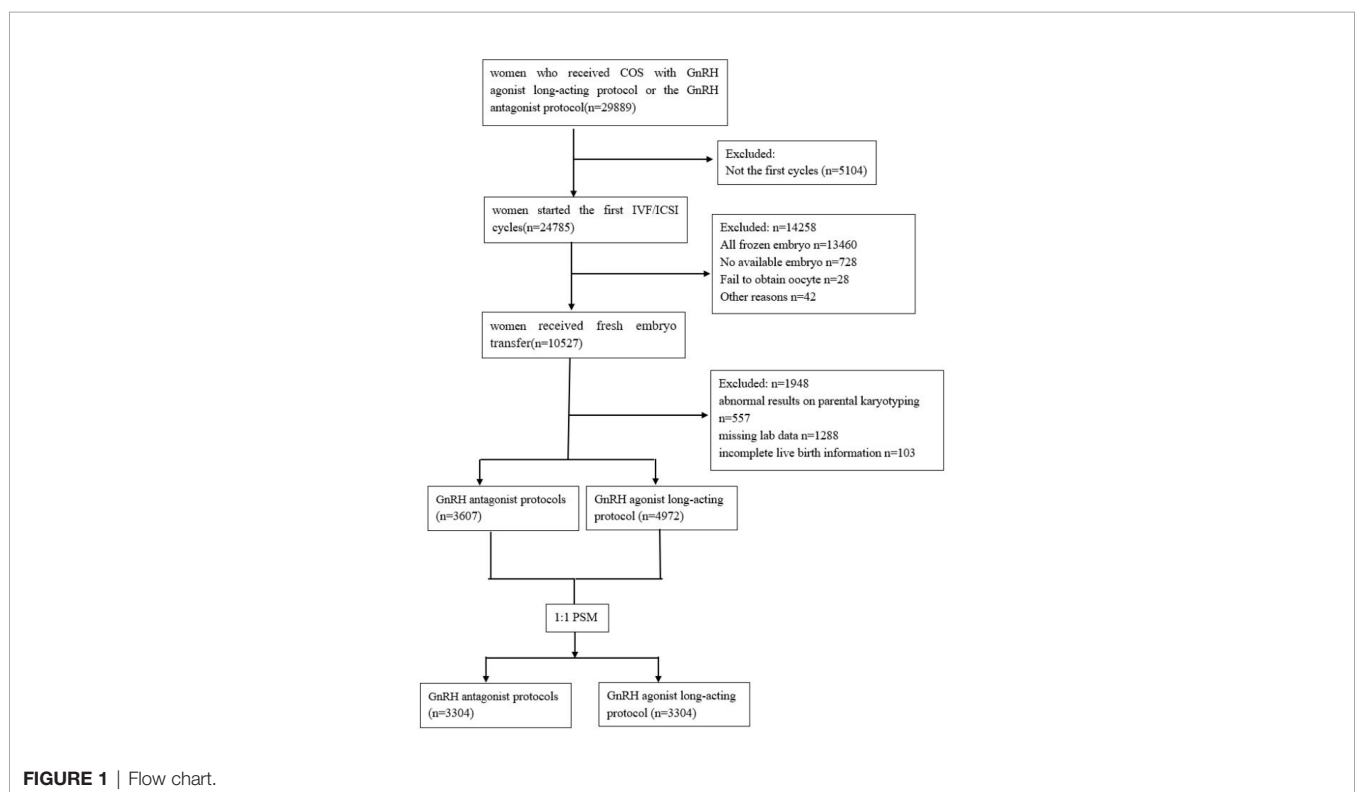 women who received COS with GnRH
agonist long-acting protocol or the GnRH
antagonist protocol(n=29889)
Excluded:
Not the first cycles (n=5104)
women started the first IVF/ICSI
cycles(n=24785)
Excluded: n=14258
All frozen embryo n=13460
No available embryo n=728
Fail to obtain oocyte n=28
Other reasons n=42
women received fresh embryo
transfer(n=10527)
Excluded: n=1948
abnormal results on parental karyotyping
n=557
missing lab data n=1288
incomplete live birth information n=103
GnRH antagonist protocols
(n=3607)
GnRH agonist long-acting
protocol (n=4972)
1:1 PSM
GnRH antagonist protocols
(n=3304)
GnRH agonist long-acting
protocol (n=3304)
FIGURE 1 | Flow chart.